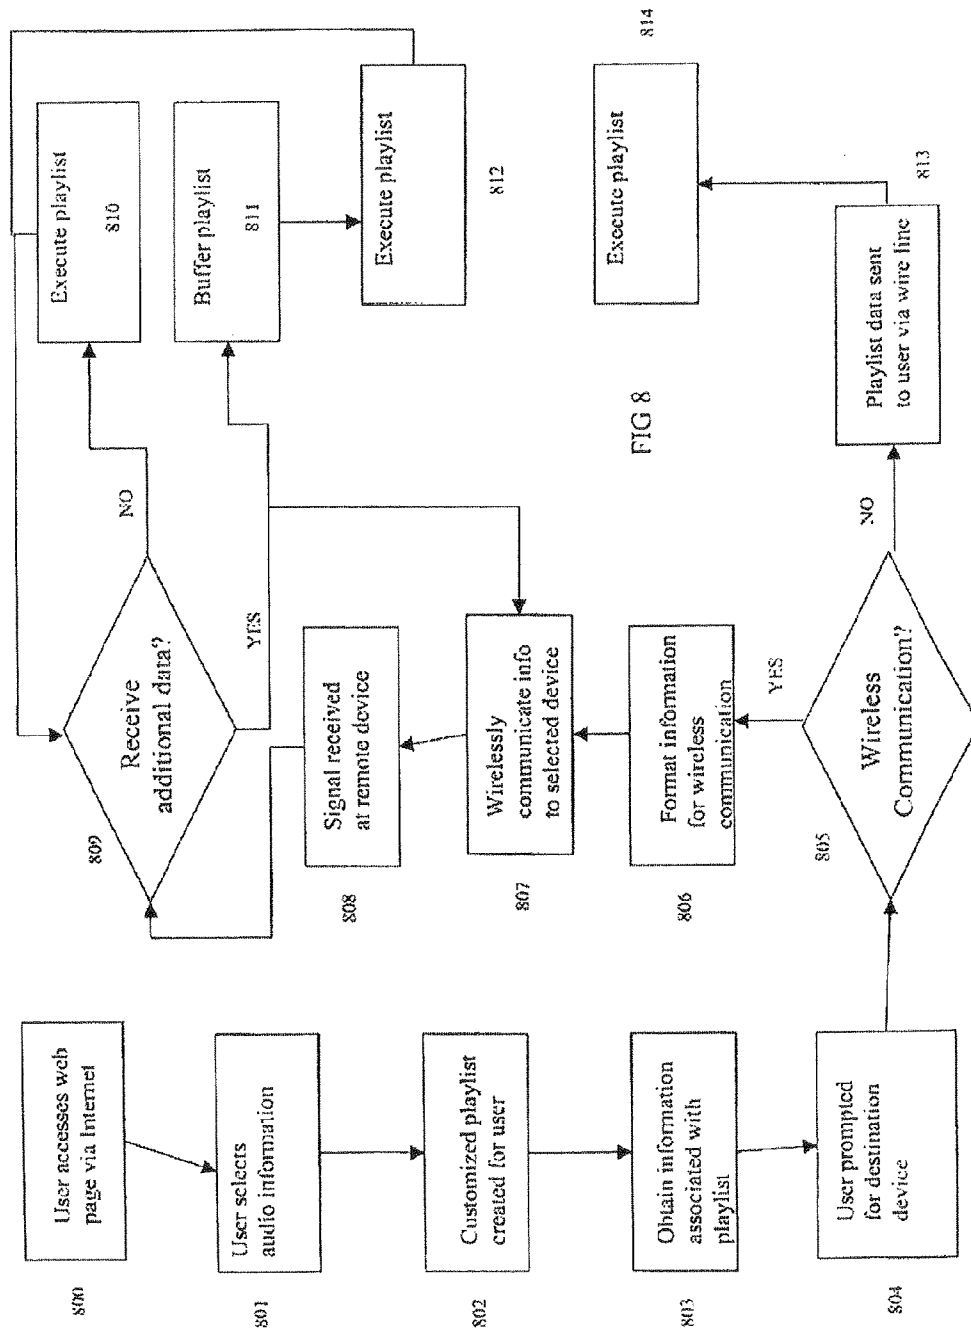 800
User accesses web
page via Internet
801
User selects
audio information
802
Customized playlist
created for user
803
Obtain information
associated with
playlist
804
User prompted
for destination
device
805
Wireless
Communication?
YES
NO
806
Format information
for wireless
communication
807
Wirelessly
communicate info
to selected device
808
Signal received
at remote device
809
Receive
additional data?
NO
YES
Execute playlist
810
Buffer playlist
811
Execute playlist
812
Playlist data sent
to user via wire line
813
Execute playlist
814
FIG 8